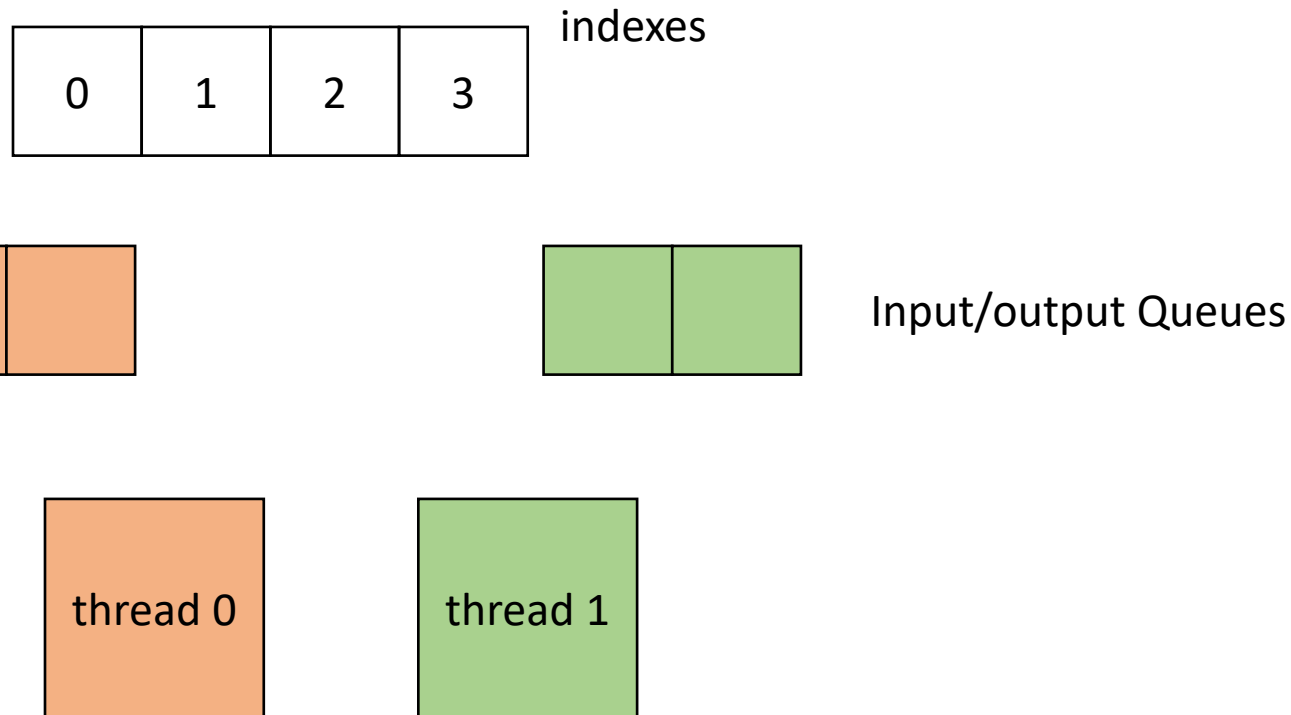 indexes
0 1 2 3
Input/output Queues
thread 0
thread 1